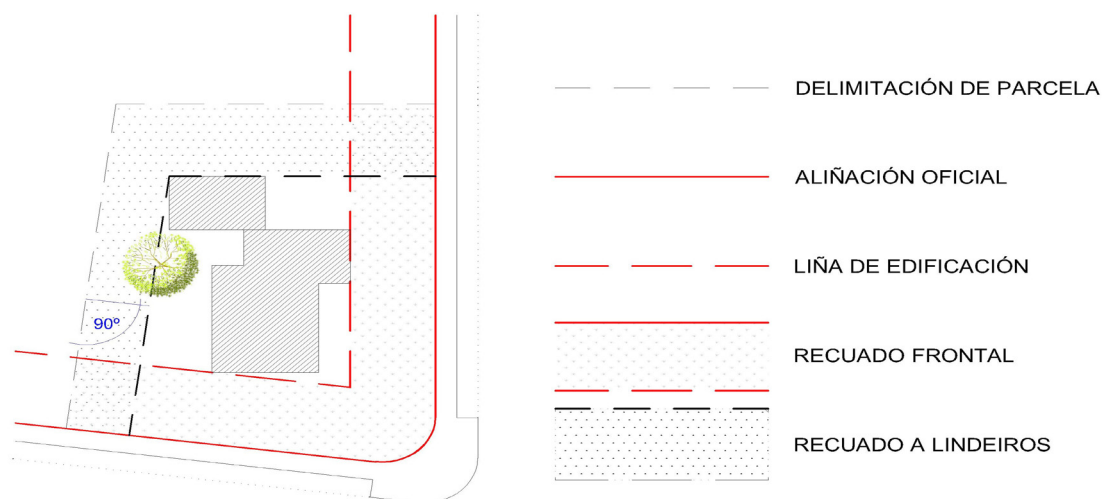 DELIMITACIÓN DE PARCELA
ALIÑACIÓN OFICIAL
LIÑA DE EDIFICACIÓN
90º
RECUADO FRONTAL
RECUADO A LINDEIROS